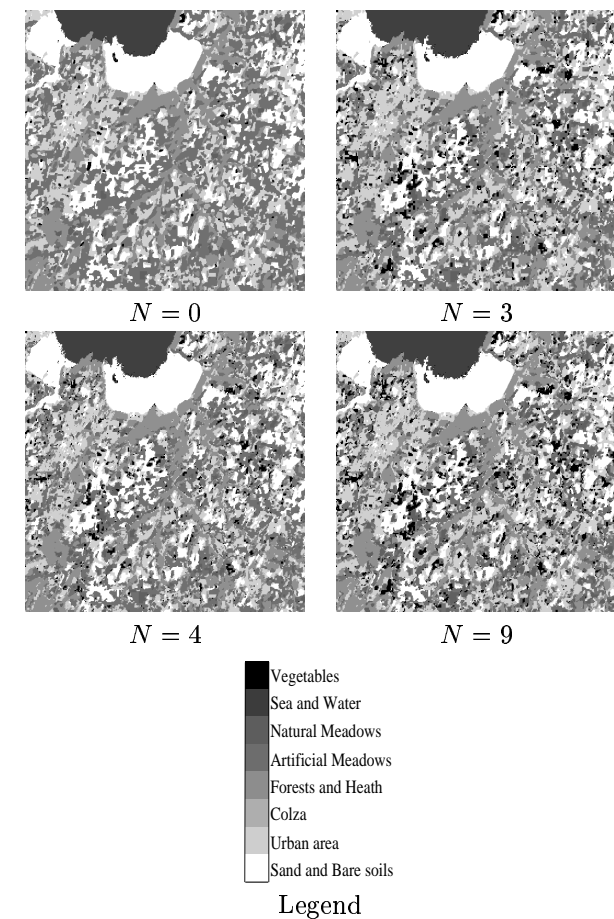 N = 0
N = 3
N = 4
N = 9
Vegetables
Sea and Water
Natural Meadows
Artificial Meadows
Forests and Heath
Colza
Urban area
Sand and Bare soils
Legend